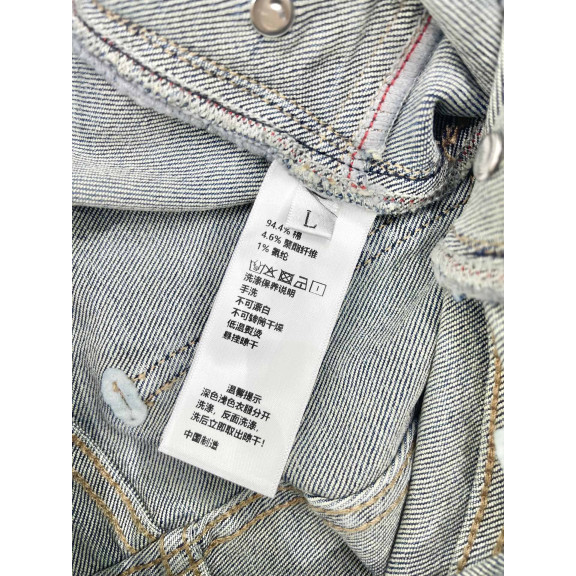 L
94.4% 棉
4.6% 聚酯纤维
1% 氨纶
洗涤保养说明
手洗
不可漂白
不可转筒干燥
低温熨烫
悬挂晾干
温馨提示
深色浅色衣腿分开
洗涤，反面洗涤，
洗后立即取出晾干！
中国制造